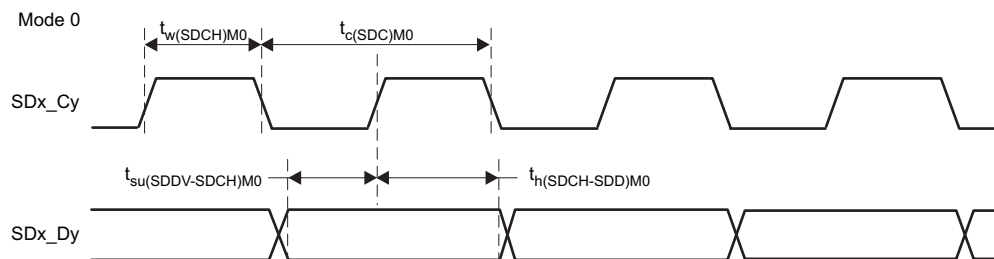 Mode 0
tw(SDCH)M0
tc(SDC)M0
SDx_Cy
tsu(SDDV-SDCH)M0
th(SDCH-SDD)M0
SDx_Dy